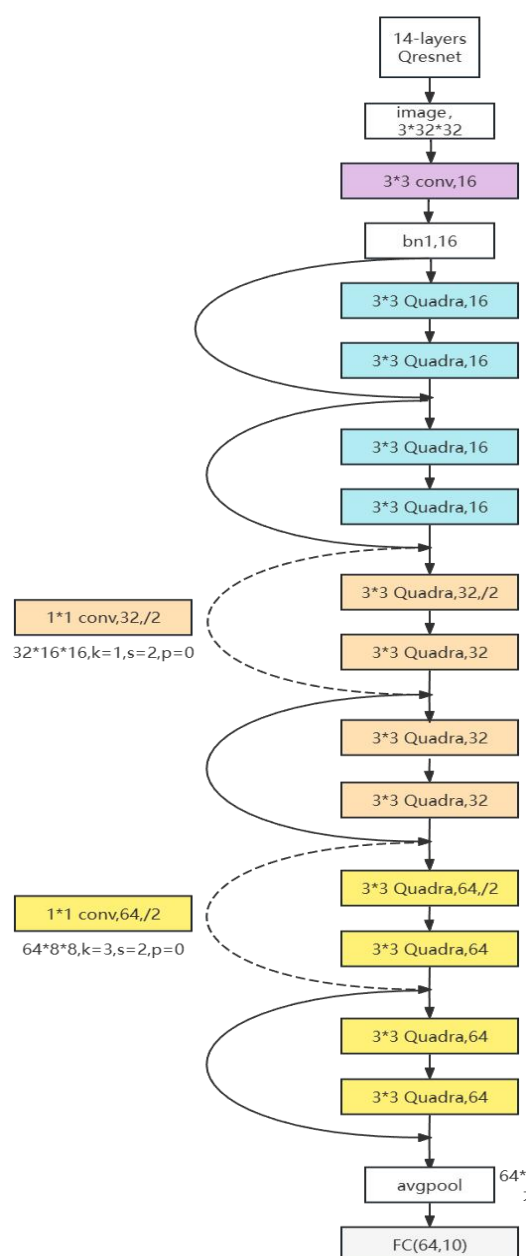 14-layers
Qresnet
image,
3*32*32
3*3 conv,16
bn1,16
3*3 Quadra,16
3*3 Quadra,16
3*3 Quadra,16
3*3 Quadra,16
3*3 Quadra,32,/2
1*1 conv,32,/2
32*16*16,k=1,s=2,p=0
3*3 Quadra,32
3*3 Quadra,32
3*3 Quadra,32
3*3 Quadra,64,/2
1*1 conv,64,/2
64*8*8,k=3,s=2,p=0
3*3 Quadra,64
3*3 Quadra,64
3*3 Quadra,64
avgpool
64*
FC(64,10)